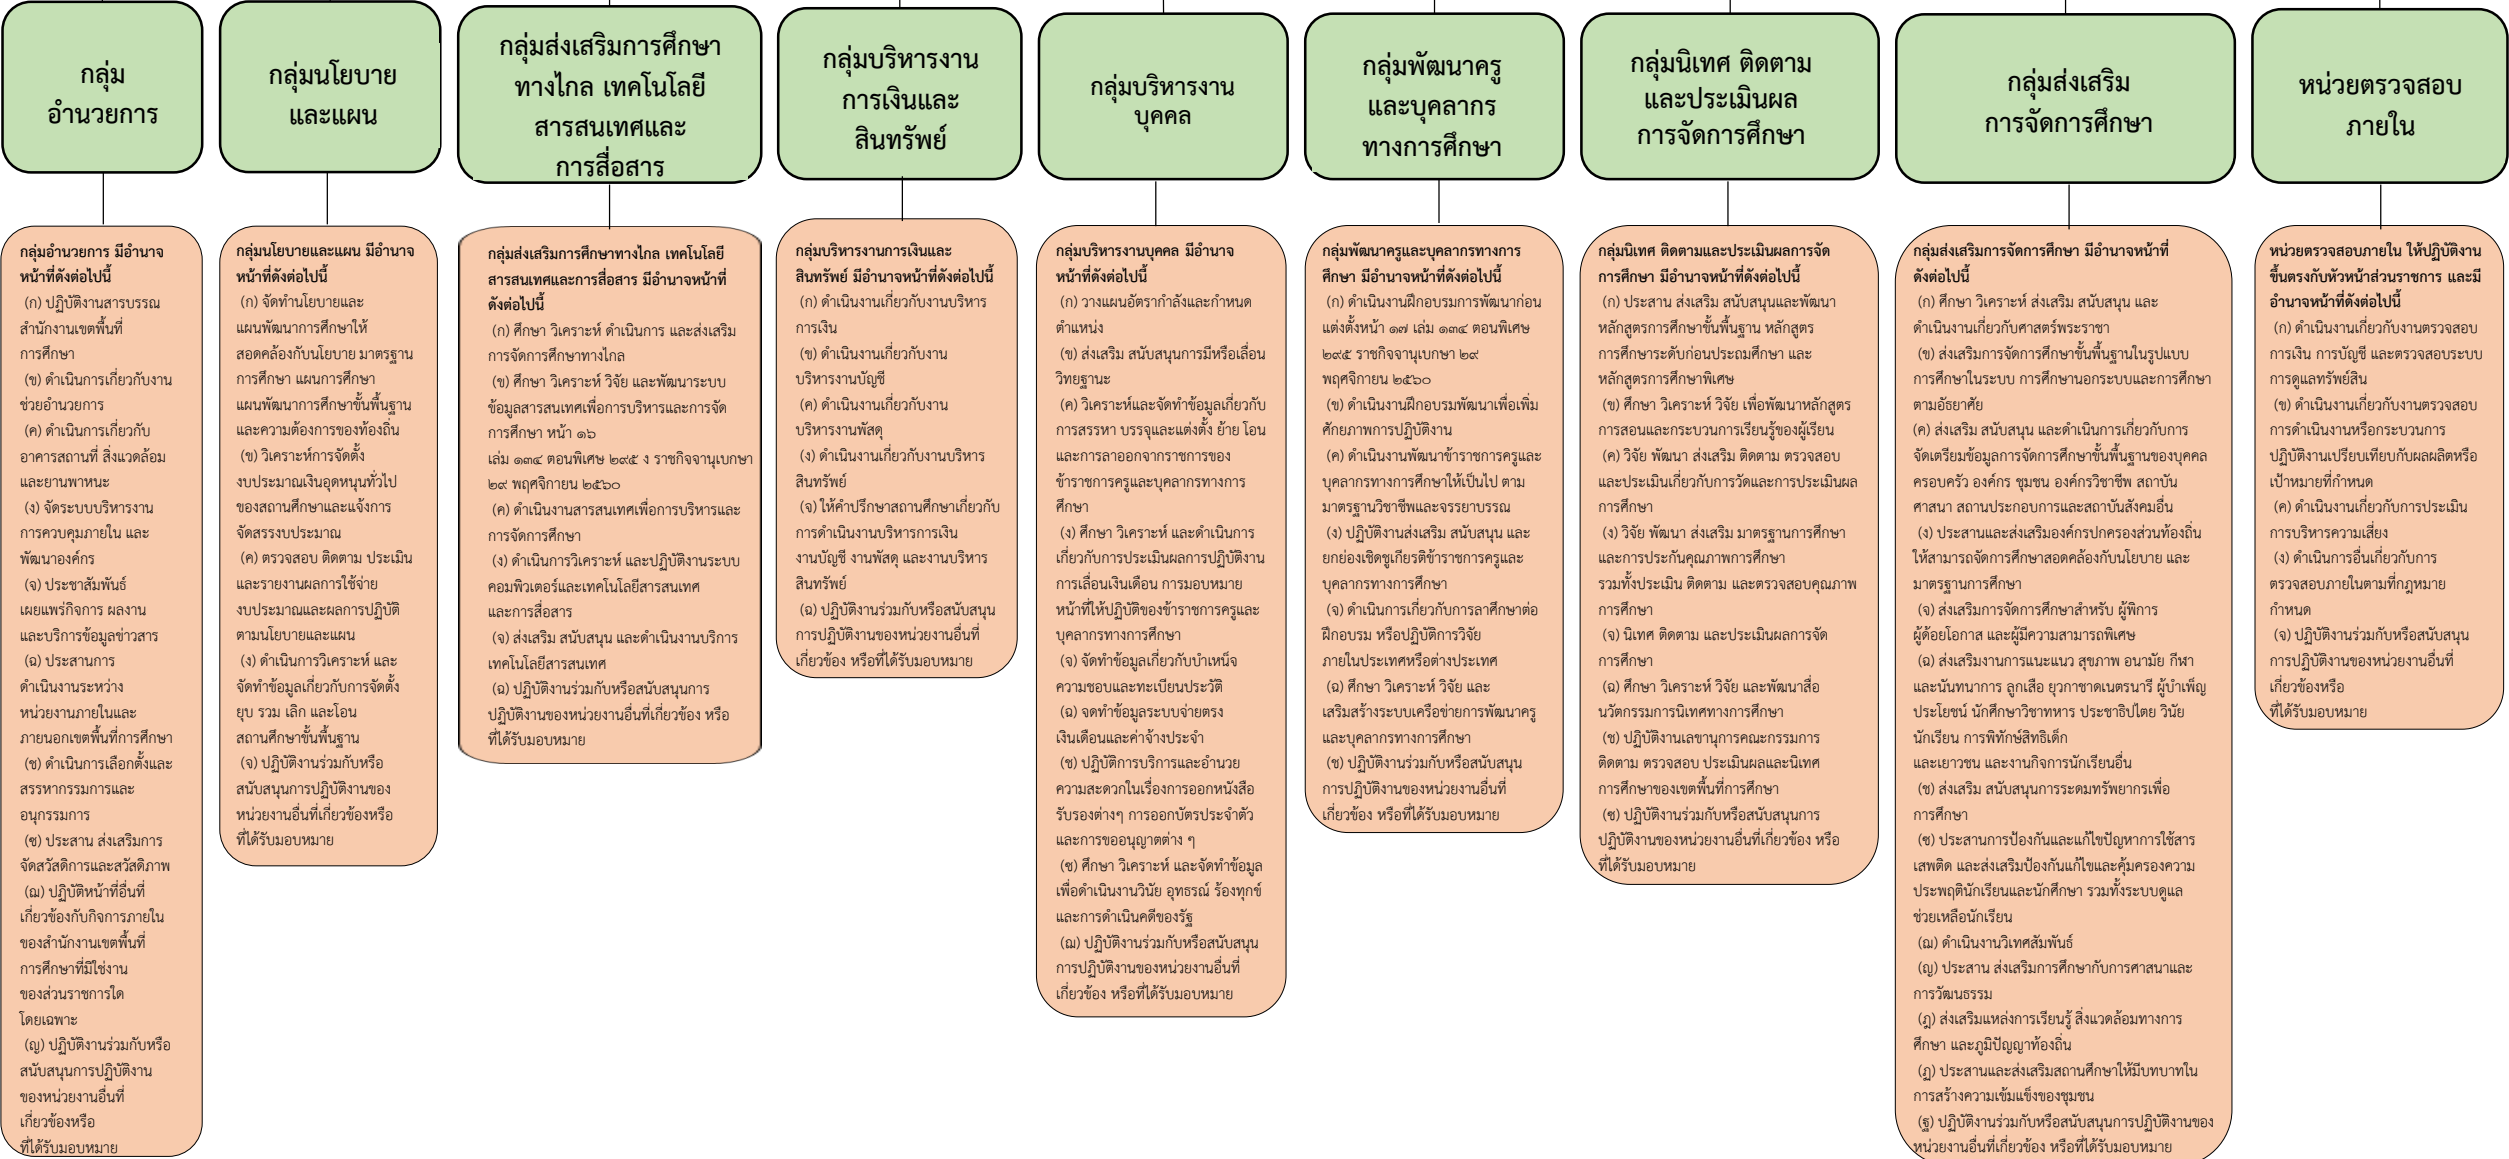 กลุ่ม
อำนวยการ
กลุ่มนโยบาย
และแผน
กลุ่มส่งเสริมการศึกษา
ทางไกล เทคโนโลยี
สารสนเทศและ
การสื่อสาร
กลุ่มบริหารงาน
การเงินและ
สินทรัพย์
กลุ่มบริหารงาน
บุคคล
กลุ่มพัฒนาครู
และบุคลากร
ทางการศึกษา
กลุ่มนิเทศ ติดตาม
และประเมินผล
การจัดการศึกษา
กลุ่มส่งเสริม
การจัดการศึกษา
หน่วยตรวจสอบ
ภายใน
กลุ่มอำนวยการ มีอำนาจ
หน้าที่ดังต่อไปนี้
(ก) ปฏิบัติงานสารบรรณ
สำนักงานเขตพื้นที่
การศึกษา
(ข) ดำเนินการเกี่ยวกับงาน
ช่วยอำนวยการ
(ค) ดำเนินการเกี่ยวกับ
อาคารสถานที่ สิ่งแวดล้อม
และยานพาหนะ
(ง) จัดระบบบริหารงาน
การควบคุมภายใน และ
พัฒนาองค์กร
(จ) ประชาสัมพันธ์
เผยแพร่กิจการ ผลงาน
และบริการข้อมูลข่าวสาร
(ฉ) ประสานการ
ดำเนินงานระหว่าง
หน่วยงานภายในและ
ภายนอกเขตพื้นที่การศึกษา
(ช) ดำเนินการเลือกตั้งและ
สรรหากรรมการและ
อนุกรรมการ
(ซ) ประสาน ส่งเสริมการ
จัดสวัสดิการและสวัสดิภาพ
(ฌ) ปฏิบัติหน้าที่อื่นที่
เกี่ยวข้องกับกิจการภายใน
ของสำนักงานเขตพื้นที่
การศึกษาที่มิใช่งาน
ของส่วนราชการใด
โดยเฉพาะ
(ญ) ปฏิบัติงานร่วมกับหรือ
สนับสนุนการปฏิบัติงาน
ของหน่วยงานอื่นที่
เกี่ยวข้องหรือ
ที่ได้รับมอบหมาย
กลุ่มนโยบายและแผน มีอำนาจ
หน้าที่ดังต่อไปนี้
(ก) จัดทำนโยบายและ
แผนพัฒนาการศึกษาให้
สอดคล้องกับนโยบาย มาตรฐาน
การศึกษา แผนการศึกษา
แผนพัฒนาการศึกษาขั้นพื้นฐาน
และความต้องการของท้องถิ่น
(ข) วิเคราะห์การจัดตั้ง
งบประมาณเงินอุดหนุนทั่วไป
ของสถานศึกษาและแจ้งการ
จัดสรรงบประมาณ
(ค) ตรวจสอบ ติดตาม ประเมิน
และรายงานผลการใช้จ่าย
งบประมาณและผลการปฏิบัติ
ตามนโยบายและแผน
(ง) ดำเนินการวิเคราะห์ และ
จัดทำข้อมูลเกี่ยวกับการจัดตั้ง
ยุบ รวม เลิก และโอน
สถานศึกษาขั้นพื้นฐาน
(จ) ปฏิบัติงานร่วมกับหรือ
สนับสนุนการปฏิบัติงานของ
หน่วยงานอื่นที่เกี่ยวข้องหรือ
ที่ได้รับมอบหมาย
กลุ่มส่งเสริมการศึกษาทางไกล เทคโนโลยี
สารสนเทศและการสื่อสาร มีอำนาจหน้าที่
ดังต่อไปนี้
(ก) ศึกษา วิเคราะห์ ดำเนินการ และส่งเสริม
การจัดการศึกษาทางไกล
(ข) ศึกษา วิเคราะห์ วิจัย และพัฒนาระบบ
ข้อมูลสารสนเทศเพื่อการบริหารและการจัด
การศึกษา หน้า ๑๖
เล่ม ๑๓๔ ตอนพิเศษ ๒๙๕ ง ราชกิจจานุเบกษา
๒๙ พฤศจิกายน ๒๕๖๐
(ค) ดำเนินงานสารสนเทศเพื่อการบริหารและ
การจัดการศึกษา
(ง) ดำเนินการวิเคราะห์ และปฏิบัติงานระบบ
คอมพิวเตอร์และเทคโนโลยีสารสนเทศ
และการสื่อสาร
(จ) ส่งเสริม สนับสนุน และดำเนินงานบริการ
เทคโนโลยีสารสนเทศ
(ฉ) ปฏิบัติงานร่วมกับหรือสนับสนุนการ
ปฏิบัติงานของหน่วยงานอื่นที่เกี่ยวข้อง หรือ
ที่ได้รับมอบหมาย
กลุ่มบริหารงานการเงินและ
สินทรัพย์ มีอำนาจหน้าที่ดังต่อไปนี้
(ก) ดำเนินงานเกี่ยวกับงานบริหาร
การเงิน
(ข) ดำเนินงานเกี่ยวกับงาน
บริหารงานบัญชี
(ค) ดำเนินงานเกี่ยวกับงาน
บริหารงานพัสดุ
(ง) ดำเนินงานเกี่ยวกับงานบริหาร
สินทรัพย์
(จ) ให้คำปรึกษาสถานศึกษาเกี่ยวกับ
การดำเนินงานบริหารการเงิน
งานบัญชี งานพัสดุ และงานบริหาร
สินทรัพย์
(ฉ) ปฏิบัติงานร่วมกับหรือสนับสนุน
การปฏิบัติงานของหน่วยงานอื่นที่
เกี่ยวข้อง หรือที่ได้รับมอบหมาย
กลุ่มบริหารงานบุคคล มีอำนาจ
หน้าที่ดังต่อไปนี้
(ก) วางแผนอัตรากำลังและกำหนด
ตำแหน่ง
(ข) ส่งเสริม สนับสนุนการมีหรือเลื่อน
วิทยฐานะ
(ค) วิเคราะห์และจัดทำข้อมูลเกี่ยวกับ
การสรรหา บรรจุและแต่งตั้ง ย้าย โอน
และการลาออกจากราชการของ
ข้าราชการครูและบุคลากรทางการ
ศึกษา
(ง) ศึกษา วิเคราะห์ และดำเนินการ
เกี่ยวกับการประเมินผลการปฏิบัติงาน
การเลื่อนเงินเดือน การมอบหมาย
หน้าที่ให้ปฏิบัติของข้าราชการครูและ
บุคลากรทางการศึกษา
(จ) จัดทำข้อมูลเกี่ยวกับบำเหน็จ
ความชอบและทะเบียนประวัติ
(ฉ) จดทำข้อมูลระบบจ่ายตรง
เงินเดือนและค่าจ้างประจำ
(ช) ปฏิบัติการบริการและอำนวย
ความสะดวกในเรื่องการออกหนังสือ
รับรองต่างๆ การออกบัตรประจำตัว
และการขออนุญาตต่าง ๆ
(ซ) ศึกษา วิเคราะห์ และจัดทำข้อมูล
เพื่อดำเนินงานวินัย อุทธรณ์ ร้องทุกข์
และการดำเนินคดีของรัฐ
(ฌ) ปฏิบัติงานร่วมกับหรือสนับสนุน
การปฏิบัติงานของหน่วยงานอื่นที่
เกี่ยวข้อง หรือที่ได้รับมอบหมาย
กลุ่มพัฒนาครูและบุคลากรทางการ
ศึกษา มีอำนาจหน้าที่ดังต่อไปนี้
(ก) ดำเนินงานฝึกอบรมการพัฒนาก่อน
แต่งตั้งหน้า ๑๗ เล่ม ๑๓๔ ตอนพิเศษ
๒๙๕ ราชกิจจานุเบกษา ๒๙
พฤศจิกายน ๒๕๖๐
(ข) ดำเนินงานฝึกอบรมพัฒนาเพื่อเพิ่ม
ศักยภาพการปฏิบัติงาน
(ค) ดำเนินงานพัฒนาข้าราชการครูและ
บุคลากรทางการศึกษาให้เป็นไป ตาม
มาตรฐานวิชาชีพและจรรยาบรรณ
(ง) ปฏิบัติงานส่งเสริม สนับสนุน และ
ยกย่องเชิดชูเกียรติข้าราชการครูและ
บุคลากรทางการศึกษา
(จ) ดำเนินการเกี่ยวกับการลาศึกษาต่อ
ฝึกอบรม หรือปฏิบัติการวิจัย
ภายในประเทศหรือต่างประเทศ
(ฉ) ศึกษา วิเคราะห์ วิจัย และ
เสริมสร้างระบบเครือข่ายการพัฒนาครู
และบุคลากรทางการศึกษา
(ช) ปฏิบัติงานร่วมกับหรือสนับสนุน
การปฏิบัติงานของหน่วยงานอื่นที่
เกี่ยวข้อง หรือที่ได้รับมอบหมาย
กลุ่มนิเทศ ติดตามและประเมินผลการจัด
การศึกษา มีอำนาจหน้าที่ดังต่อไปนี้
(ก) ประสาน ส่งเสริม สนับสนุนและพัฒนา
หลักสูตรการศึกษาขั้นพื้นฐาน หลักสูตร
การศึกษาระดับก่อนประถมศึกษา และ
หลักสูตรการศึกษาพิเศษ
(ข) ศึกษา วิเคราะห์ วิจัย เพื่อพัฒนาหลักสูตร
การสอนและกระบวนการเรียนรู้ของผู้เรียน
(ค) วิจัย พัฒนา ส่งเสริม ติดตาม ตรวจสอบ
และประเมินเกี่ยวกับการวัดและการประเมินผล
การศึกษา
(ง) วิจัย พัฒนา ส่งเสริม มาตรฐานการศึกษา
และการประกันคุณภาพการศึกษา
รวมทั้งประเมิน ติดตาม และตรวจสอบคุณภาพ
การศึกษา
(จ) นิเทศ ติดตาม และประเมินผลการจัด
การศึกษา
(ฉ) ศึกษา วิเคราะห์ วิจัย และพัฒนาสื่อ
นวัตกรรมการนิเทศทางการศึกษา
(ช) ปฏิบัติงานเลขานุการคณะกรรมการ
ติดตาม ตรวจสอบ ประเมินผลและนิเทศ
การศึกษาของเขตพื้นที่การศึกษา
(ซ) ปฏิบัติงานร่วมกับหรือสนับสนุนการ
ปฏิบัติงานของหน่วยงานอื่นที่เกี่ยวข้อง หรือ
ที่ได้รับมอบหมาย
กลุ่มส่งเสริมการจัดการศึกษา มีอำนาจหน้าที่
ดังต่อไปนี้
(ก) ศึกษา วิเคราะห์ ส่งเสริม สนับสนุน และ
ดำเนินงานเกี่ยวกับศาสตร์พระราชา
(ข) ส่งเสริมการจัดการศึกษาขั้นพื้นฐานในรูปแบบ
การศึกษาในระบบ การศึกษานอกระบบและการศึกษา
ตามอัธยาศัย
(ค) ส่งเสริม สนับสนุน และดำเนินการเกี่ยวกับการ
จัดเตรียมข้อมูลการจัดการศึกษาขั้นพื้นฐานของบุคคล
ครอบครัว องค์กร ชุมชน องค์กรวิชาชีพ สถาบัน
ศาสนา สถานประกอบการและสถาบันสังคมอื่น
(ง) ประสานและส่งเสริมองค์กรปกครองส่วนท้องถิ่น
ให้สามารถจัดการศึกษาสอดคล้องกับนโยบาย และ
มาตรฐานการศึกษา
(จ) ส่งเสริมการจัดการศึกษาสำหรับ ผู้พิการ
ผู้ด้อยโอกาส และผู้มีความสามารถพิเศษ
(ฉ) ส่งเสริมงานการแนะแนว สุขภาพ อนามัย กีฬา
และนันทนาการ ลูกเสือ ยุวกาชาดเนตรนารี ผู้บำเพ็ญ
ประโยชน์ นักศึกษาวิชาทหาร ประชาธิปไตย วินัย
นักเรียน การพิทักษ์สิทธิเด็ก
และเยาวชน และงานกิจการนักเรียนอื่น
(ช) ส่งเสริม สนับสนุนการระดมทรัพยากรเพื่อ
การศึกษา
(ซ) ประสานการป้องกันและแก้ไขปัญหาการใช้สาร
เสพติด และส่งเสริมป้องกันแก้ไขและคุ้มครองความ
ประพฤตินักเรียนและนักศึกษา รวมทั้งระบบดูแล
ช่วยเหลือนักเรียน
(ฌ) ดำเนินงานวิเทศสัมพันธ์
(ญ) ประสาน ส่งเสริมการศึกษากับการศาสนาและ
การวัฒนธรรม
(ฎ) ส่งเสริมแหล่งการเรียนรู้ สิ่งแวดล้อมทางการ
ศึกษา และภูมิปัญญาท้องถิ่น
(ฏ) ประสานและส่งเสริมสถานศึกษาให้มีบทบาทใน
การสร้างความเข้มแข็งของชุมชน
(ฐ) ปฏิบัติงานร่วมกับหรือสนับสนุนการปฏิบัติงานของ
หน่วยงานอื่นที่เกี่ยวข้อง หรือที่ได้รับมอบหมาย
หน่วยตรวจสอบภายใน ให้ปฏิบัติงาน
ขึ้นตรงกับหัวหน้าส่วนราชการ และมี
อำนาจหน้าที่ดังต่อไปนี้
(ก) ดำเนินงานเกี่ยวกับงานตรวจสอบ
การเงิน การบัญชี และตรวจสอบระบบ
การดูแลทรัพย์สิน
(ข) ดำเนินงานเกี่ยวกับงานตรวจสอบ
การดำเนินงานหรือกระบวนการ
ปฏิบัติงานเปรียบเทียบกับผลผลิตหรือ
เป้าหมายที่กำหนด
(ค) ดำเนินงานเกี่ยวกับการประเมิน
การบริหารความเสี่ยง
(ง) ดำเนินการอื่นเกี่ยวกับการ
ตรวจสอบภายในตามที่กฎหมาย
กำหนด
(จ) ปฏิบัติงานร่วมกับหรือสนับสนุน
การปฏิบัติงานของหน่วยงานอื่นที่
เกี่ยวข้องหรือ
ที่ได้รับมอบหมาย